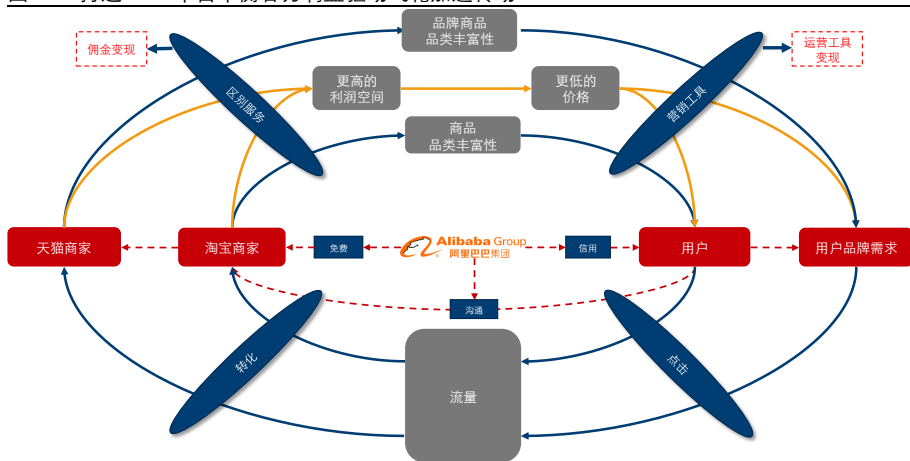 品牌商品
品类丰富性
佣金变现
运营工具
变现
更高的
利润空间
更低的
价格
区别服务
营销工具
商品
品类丰富性
天猫商家
淘宝商家
免费
Alibaba Group
阿里巴巴集团
信用
用户
用户品牌需求
沟通
转化
流量
点击